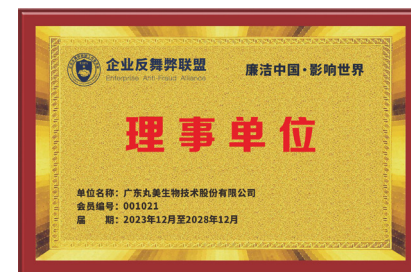 企业反舞弊联盟
Enterprise Anti-Fraud Alliance
廉洁中国·影响世界
理事单位
单位名称：广东丸美生物技术股份有限公司
会员编号：001021
届　　期：2023年12月至2028年12月